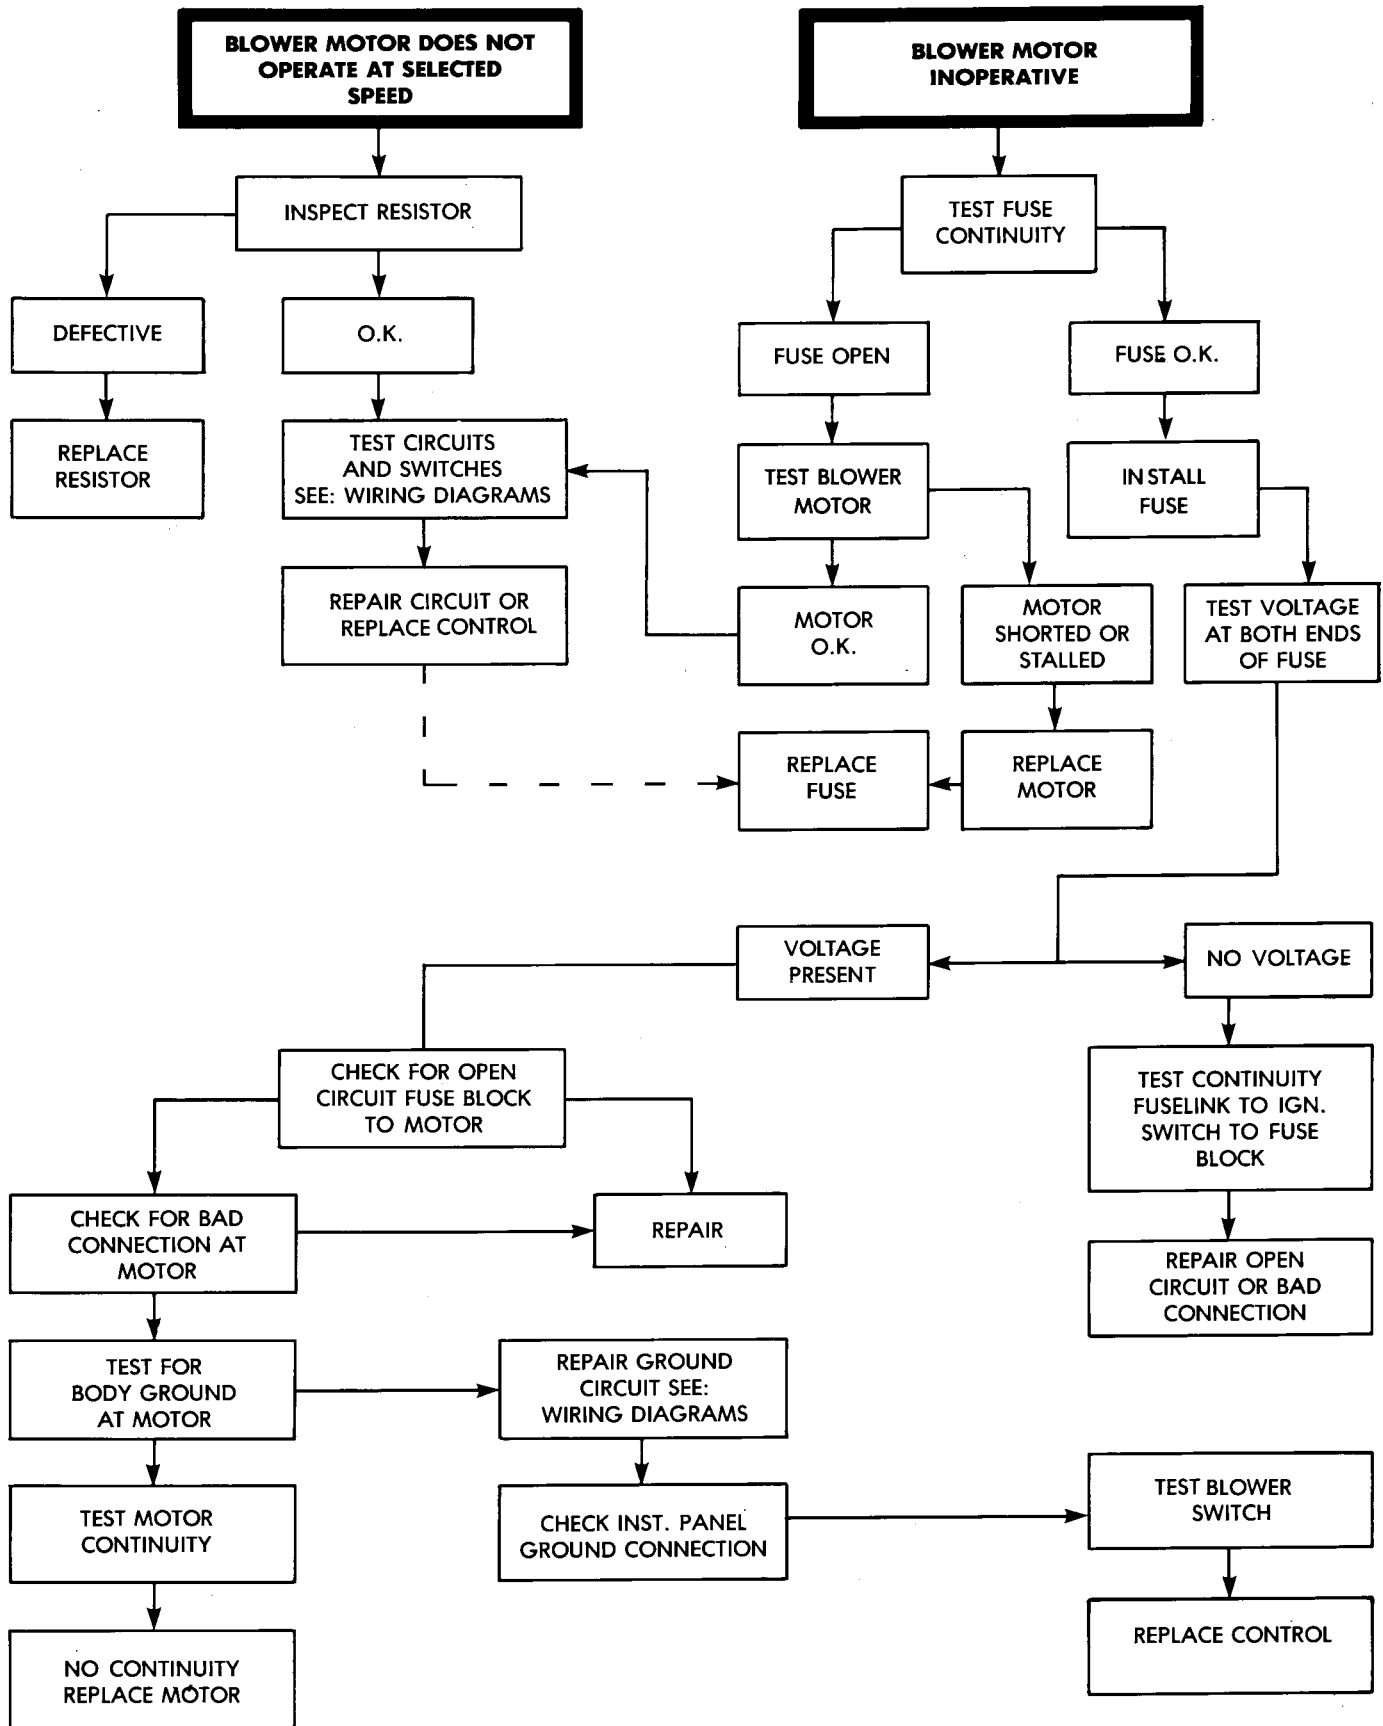 BLOWER MOTOR DOES NOT
OPERATE AT SELECTED
SPEED
BLOWER MOTOR
INOPERATIVE
INSPECT RESISTOR
TEST FUSE
CONTINUITY
DEFECTIVE
O.K.
FUSE OPEN
FUSE O.K.
REPLACE
RESISTOR
TEST CIRCUITS
AND SWITCHES
SEE: WIRING DIAGRAMS
TEST BLOWER
MOTOR
INSTALL
FUSE
REPAIR CIRCUIT OR
REPLACE CONTROL
MOTOR
O.K.
MOTOR
SHORTED OR
STALLED
TEST VOLTAGE
AT BOTH ENDS
OF FUSE
REPLACE
FUSE
REPLACE
MOTOR
VOLTAGE
PRESENT
NO VOLTAGE
CHECK FOR OPEN
CIRCUIT FUSE BLOCK
TO MOTOR
TEST CONTINUITY
FUSELINK TO IGN.
SWITCH TO FUSE
BLOCK
CHECK FOR BAD
CONNECTION AT
MOTOR
REPAIR
REPAIR OPEN
CIRCUIT OR BAD
CONNECTION
TEST FOR
BODY GROUND
AT MOTOR
REPAIR GROUND
CIRCUIT SEE:
WIRING DIAGRAMS
TEST MOTOR
CONTINUITY
CHECK INST. PANEL
GROUND CONNECTION
TEST BLOWER
SWITCH
NO CONTINUITY
REPLACE MOTOR
REPLACE CONTROL